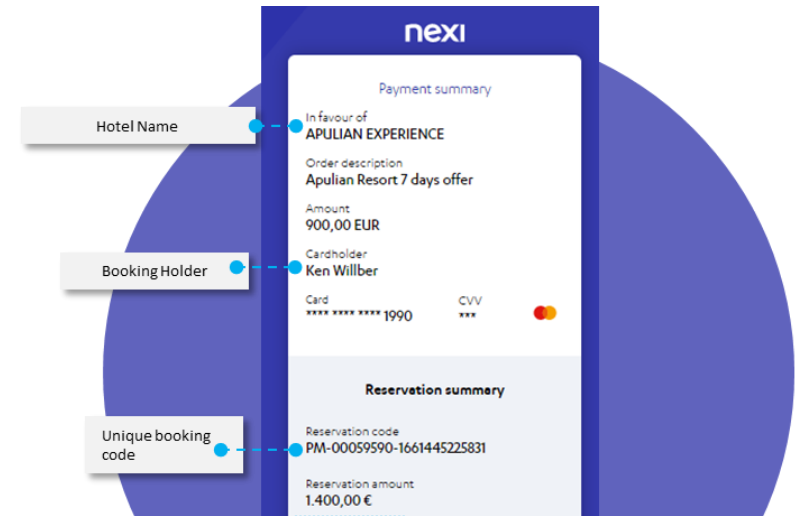 nexi
Payment summary
Hotel Name
In favour of
APULIAN EXPERIENCE
Order description
Apulian Resort 7 days offer
Amount
900,00 EUR
Booking Holder
Cardholder
Ken Willber
Card CVV
**** **** **** 1990 ***
Reservation summary
Unique booking
code
Reservation code
PM-00059590-1661445225831
Reservation amount
1.400,00 €